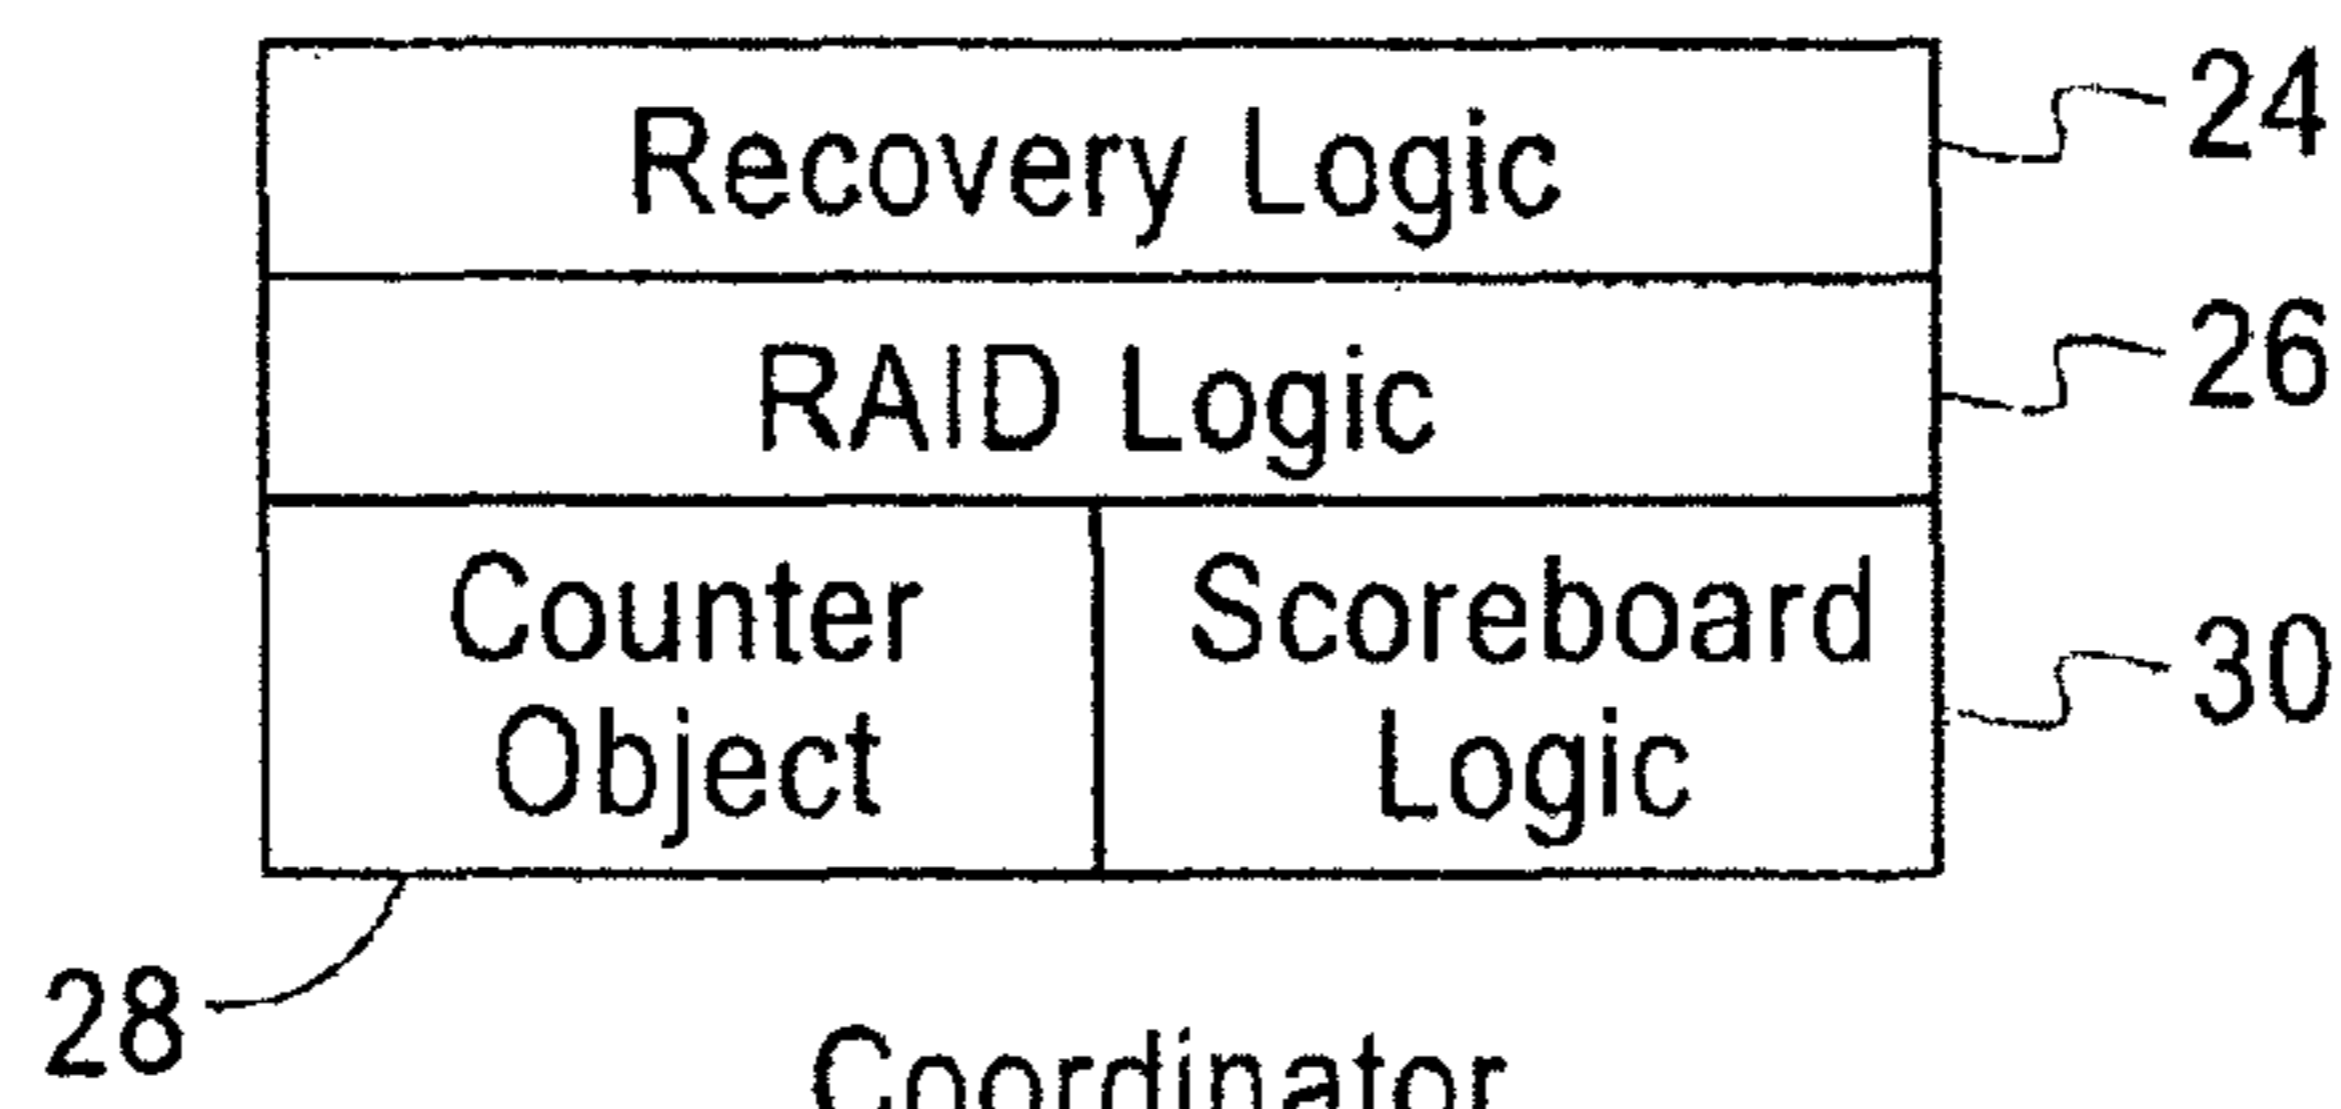 Recovery Logic 24
RAID Logic 26
Counter Scoreboard
Object Logic 30
28
Coordinator